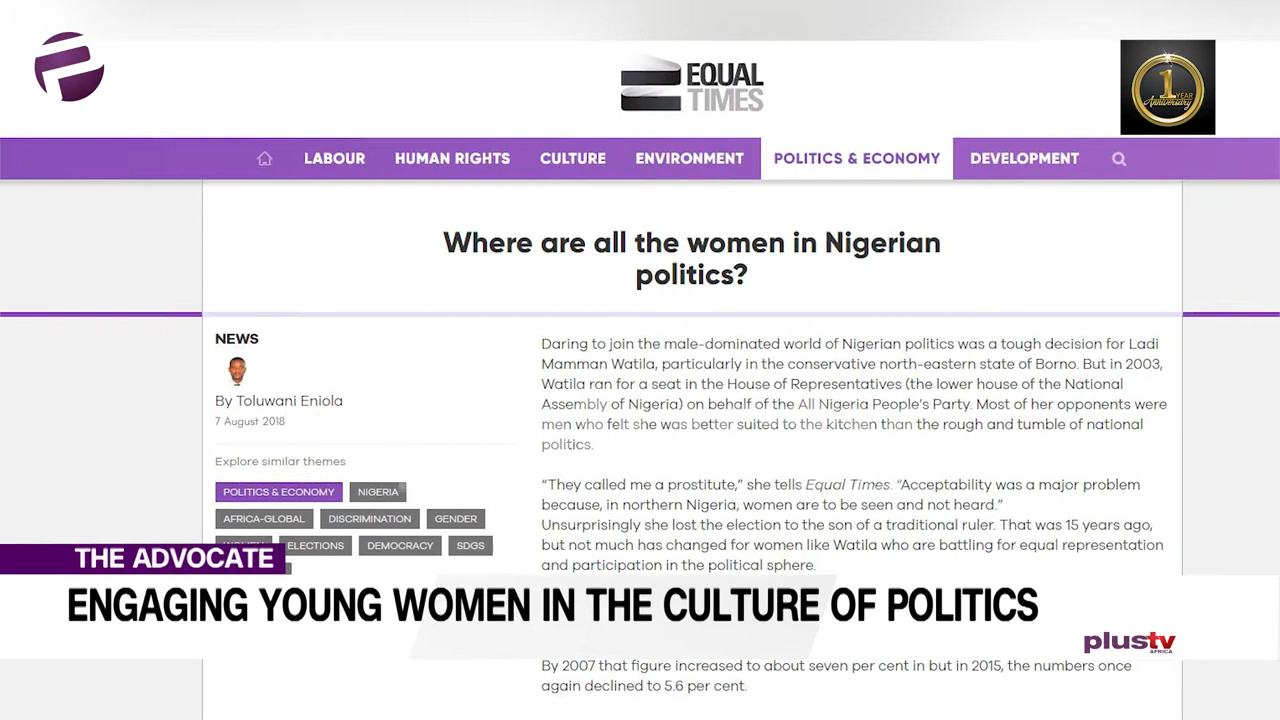 EQUAL
TIMES
1
YEAR
Anniversary
LABOUR HUMAN RIGHTS CULTURE ENVIRONMENT POLITICS & ECONOMY DEVELOPMENT
Where are all the women in Nigerian
politics?
NEWS
By Toluwani Eniola
7 August 2018
Explore similar themes
POLITICS & ECONOMY NIGERIA
AFRICA-GLOBAL DISCRIMINATION GENDER
ELECTIONS DEMOCRACY SDGS
Daring to join the male-dominated world of Nigerian politics was a tough decision for Ladi
Mamman Watila, particularly in the conservative north-eastern state of Borno. But in 2003,
Watila ran for a seat in the House of Representatives (the lower house of the National
Assembly of Nigeria) on behalf of the All Nigeria People’s Party. Most of her opponents were
men who felt she was better suited to the kitchen than the rough and tumble of national
politics.
“They called me a prostitute,” she tells Equal Times. “Acceptability was a major problem
because, in northern Nigeria, women are to be seen and not heard.”
Unsurprisingly she lost the election to the son of a traditional ruler. That was 15 years ago,
but not much has changed for women like Watila who are battling for equal representation
and participation in the political sphere.
THE ADVOCATE
ENGAGING YOUNG WOMEN IN THE CULTURE OF POLITICS
plustv
AFRICA
By 2007 that figure increased to about seven per cent in but in 2015, the numbers once
again declined to 5.6 per cent.